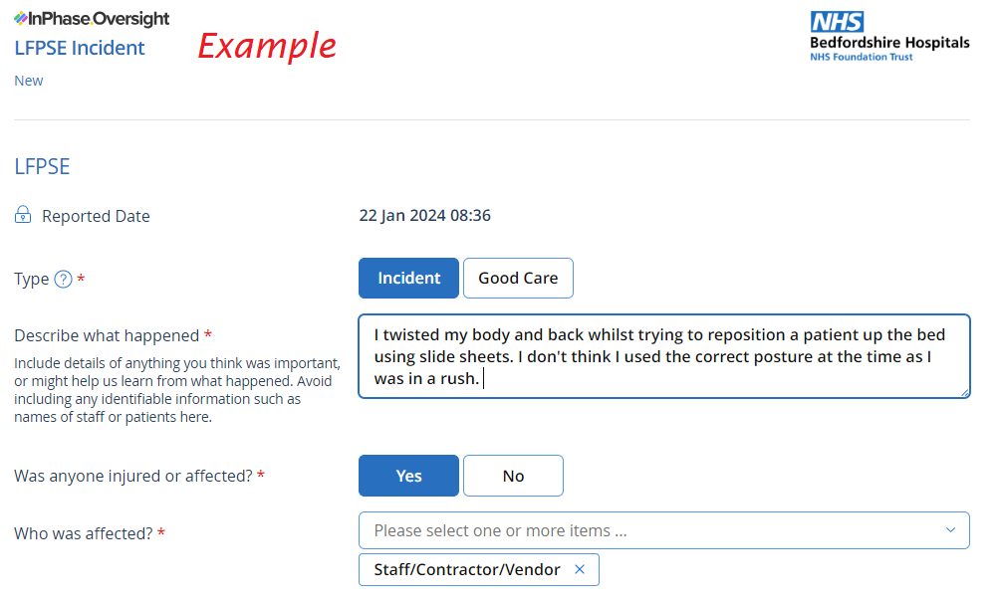 InPhase.Oversight
LFPSE Incident
Example
New
NHS
Bedfordshire Hospitals
NHS Foundation Trust
LFPSE
Reported Date
22 Jan 2024 08:36
Type ? *
Incident
Good Care
Describe what happened *
Include details of anything you think was important,
or might help us learn from what happened. Avoid
including any identifiable information such as
names of staff or patients here.
I twisted my body and back whilst trying to reposition a patient up the bed
using slide sheets. I don't think I used the correct posture at the time as I
was in a rush.
Was anyone injured or affected? *
Yes
No
Who was affected? *
Please select one or more items ...
Staff/Contractor/Vendor ×